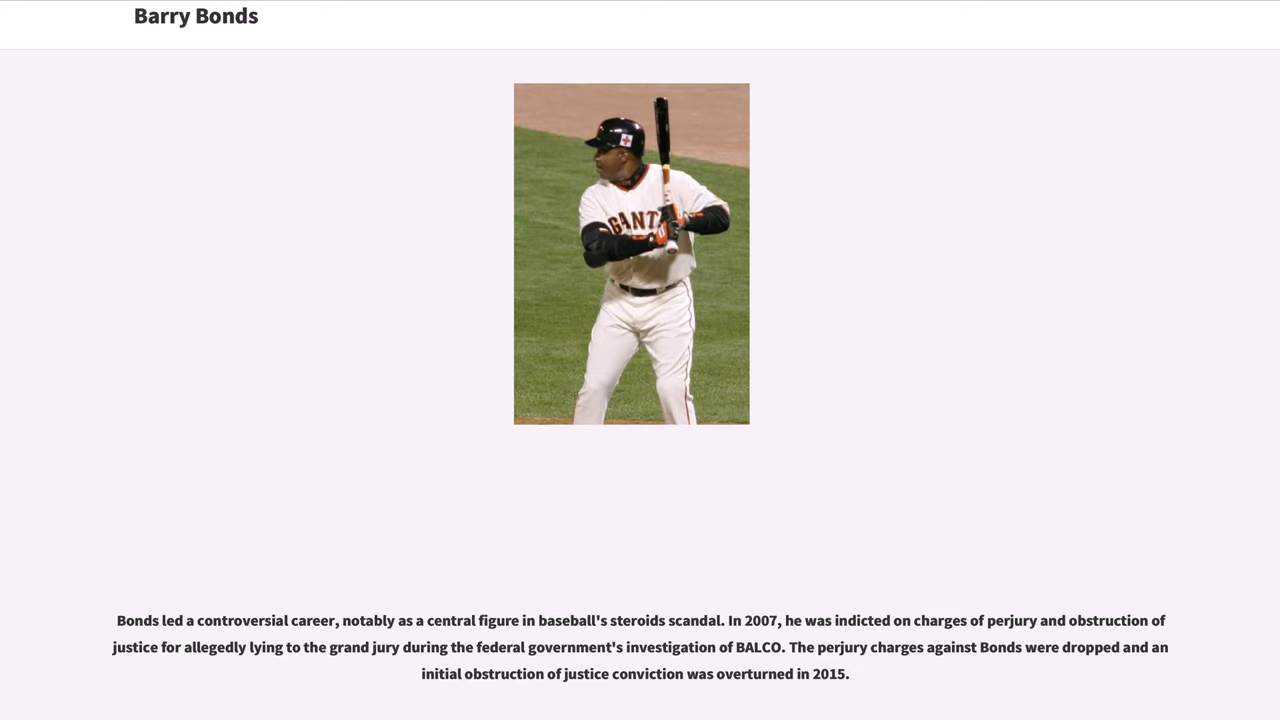 Barry Bonds
GANT
Bonds led a controversial career, notably as a central figure in baseball's steroids scandal. In 2007, he was indicted on charges of perjury and obstruction of
justice for allegedly lying to the grand jury during the federal government's investigation of BALCO. The perjury charges against Bonds were dropped and an
initial obstruction of justice conviction was overturned in 2015.